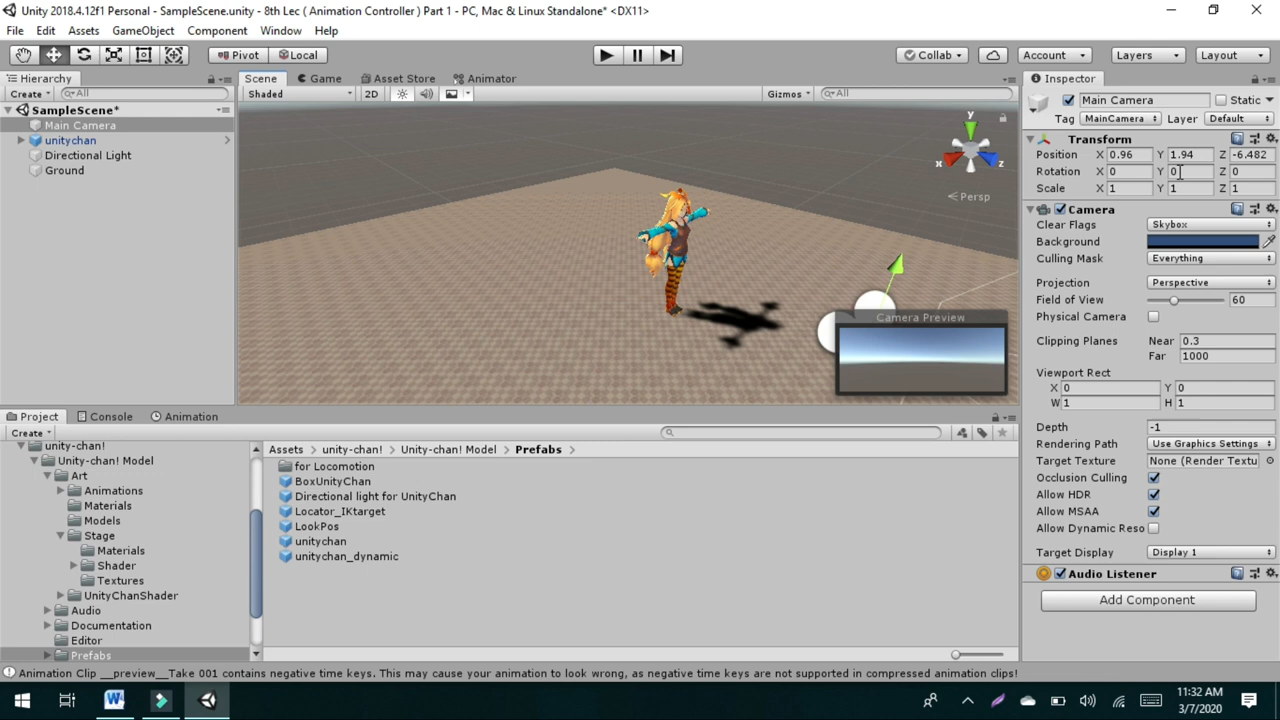 Unity 2018.4.12f1 Personal - SampleScene.unity - 8th Lec ( Animation Controller ) Part 1 - PC, Mac & Linux Standalone* <DX11>
File Edit Assets GameObject Component Window Help
Pivot Local Collab Account Layers Layout
Hierarchy
Create All
SampleScene*
Main Camera
unitychan
Directional Light
Ground
Scene Game Asset Store Animator
Shaded 2D Gizmos All
y
x z
Persp
Camera Preview
Inspector
Main Camera Static
Tag MainCamera Layer Default
Transform
Position X 0.96 Y 1.94 Z -6.482
Rotation X 0 Y 0 Z 0
Scale X 1 Y 1 Z 1
Camera
Clear Flags Skybox
Background
Culling Mask Everything
Projection Perspective
Field of View 60
Physical Camera
Clipping Planes Near 0.3
Far 1000
Viewport Rect
X 0 Y 0
W 1 H 1
Depth -1
Rendering Path Use Graphics Settings
Target Texture None (Render Textu
Occlusion Culling
Allow HDR
Allow MSAA
Allow Dynamic Reso
Target Display Display 1
Audio Listener
Add Component
Project Console Animation
Create
unity-chan!
Unity-chan! Model
Art
Animations
Materials
Models
Stage
Materials
Shader
Textures
UnityChanShader
Audio
Documentation
Editor
Prefabs
Assets unity-chan! Unity-chan! Model Prefabs
for Locomotion
BoxUnityChan
Directional light for UnityChan
Locator_IKtarget
LookPos
unitychan
unitychan_dynamic
Animation Clip __preview__Take 001 contains negative time keys. This may cause your animation to look wrong, as negative time keys are not supported in compressed animation clips!
11:32 AM
3/7/2020